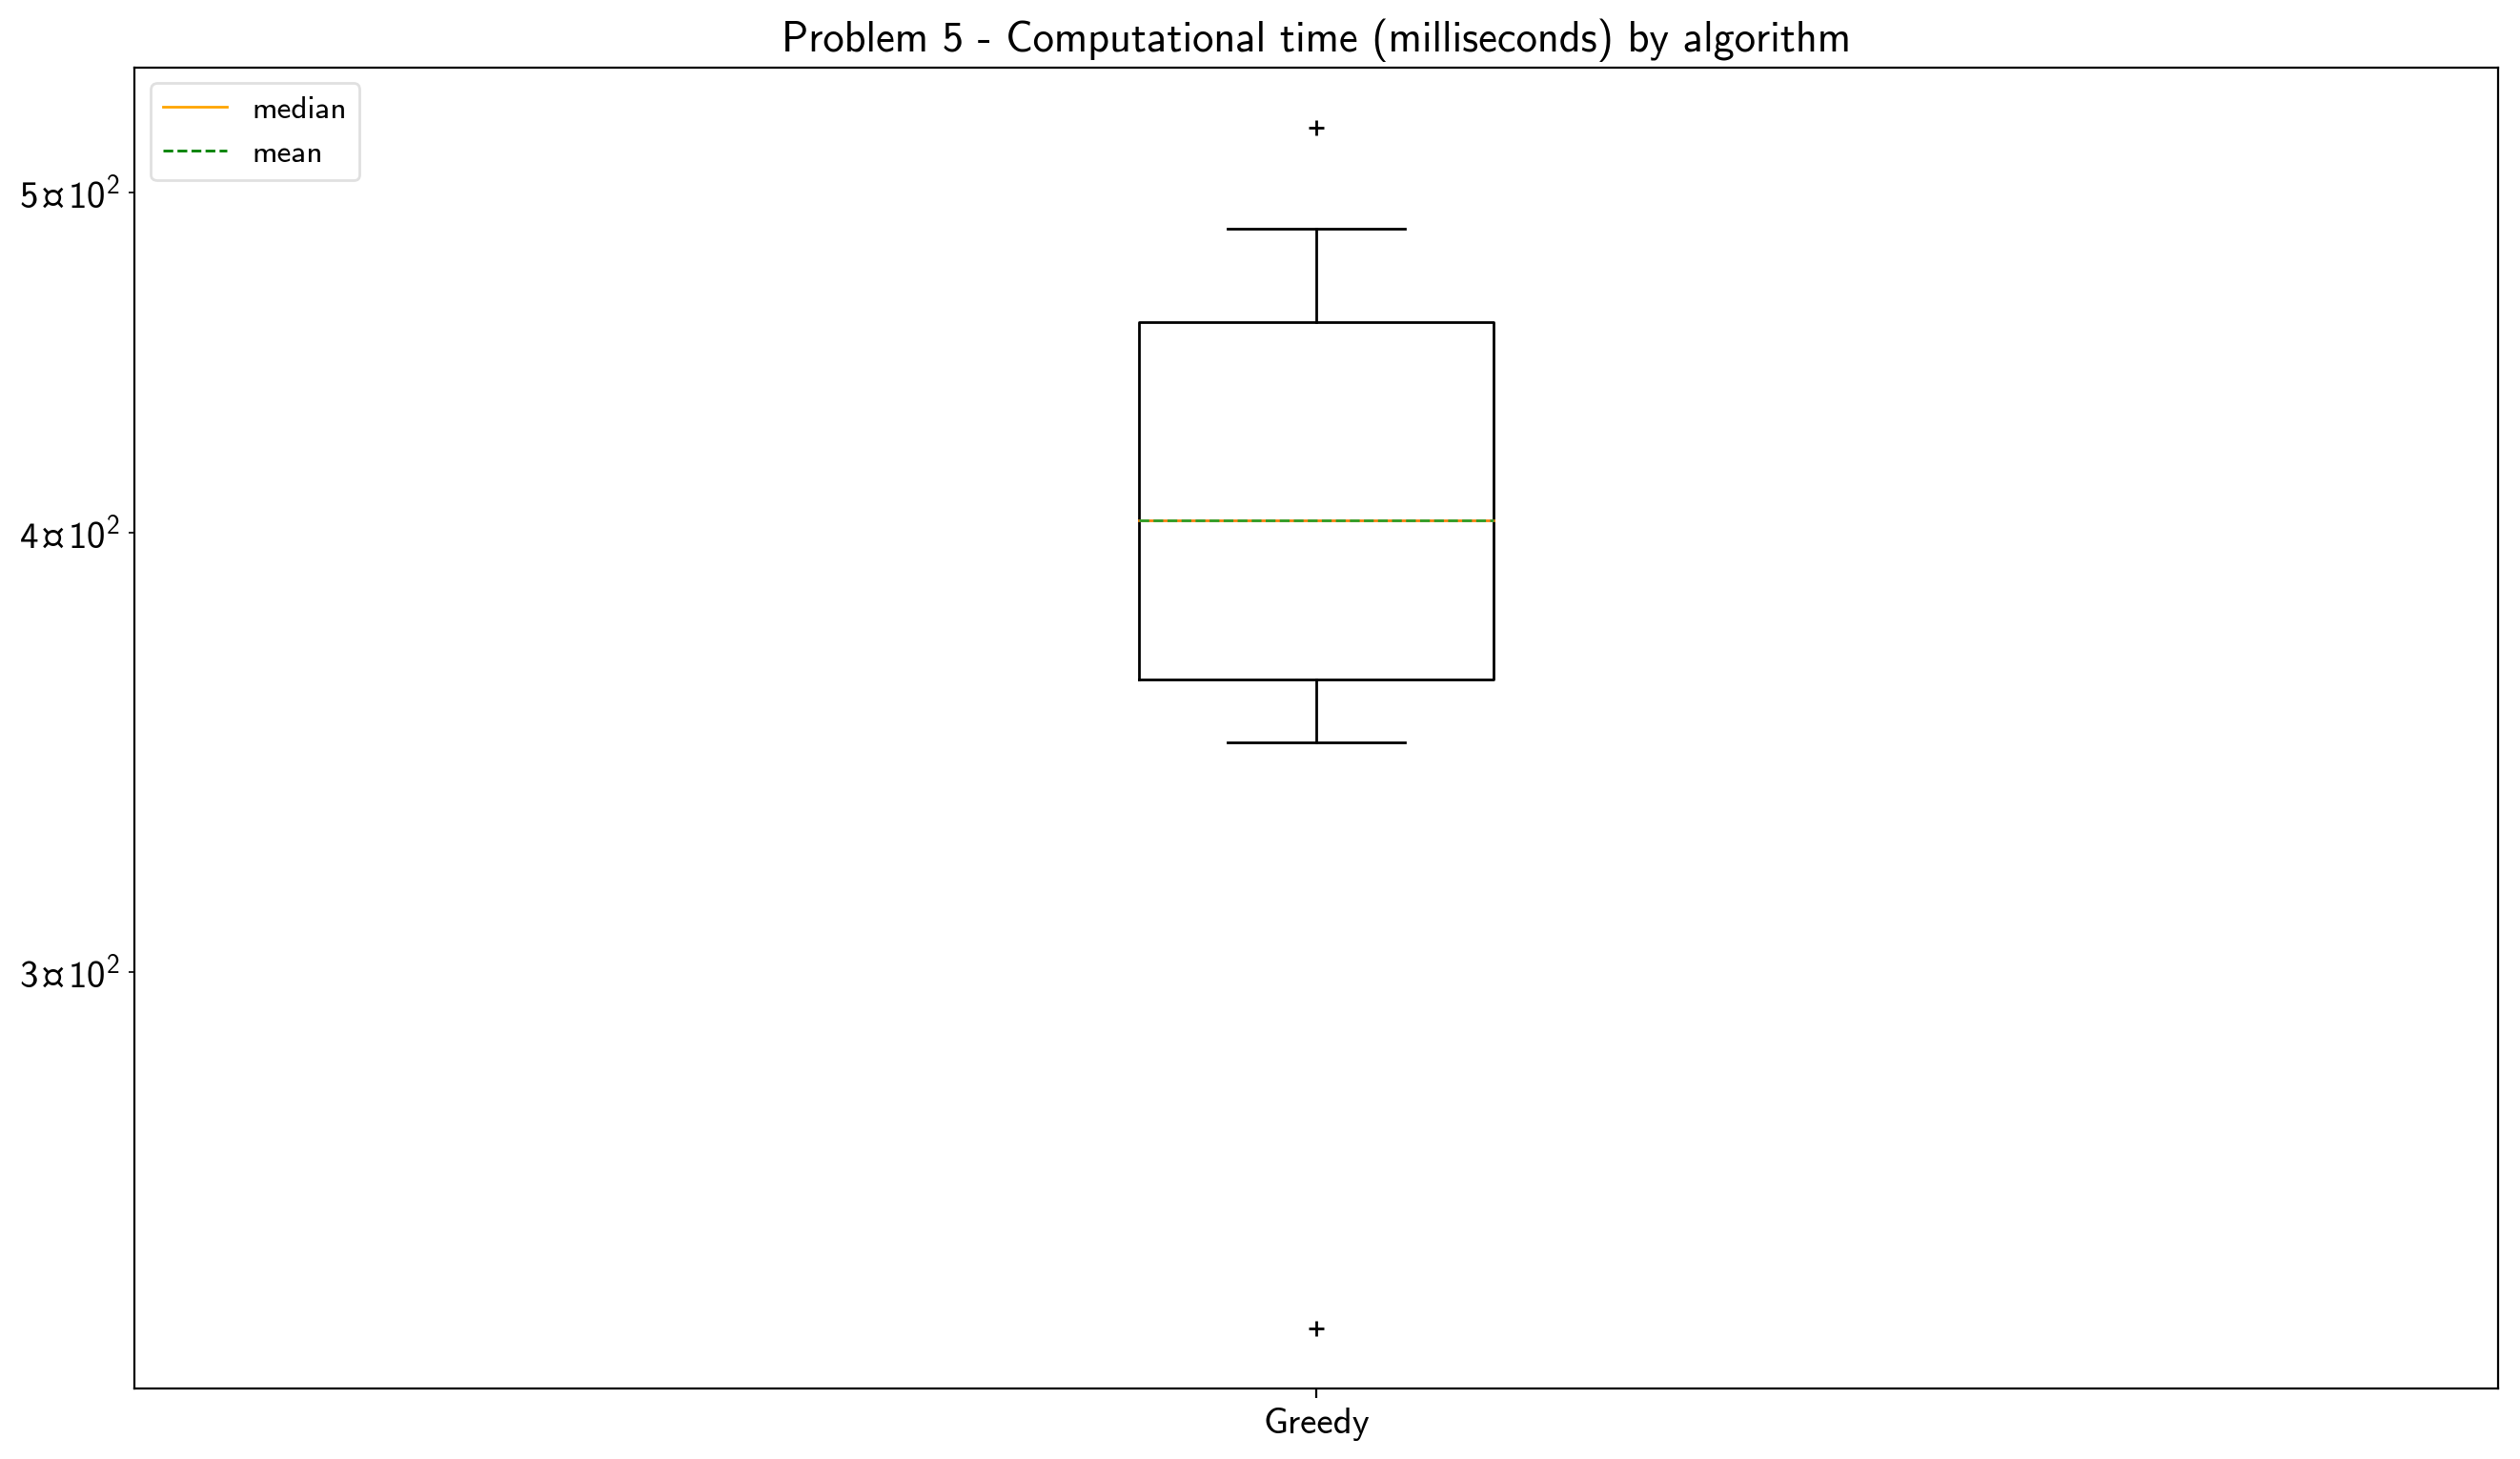 Problem 5 - Computational time (milliseconds) by algorithm
median
mean
5¤10²
4¤10²
3¤10²
Greedy